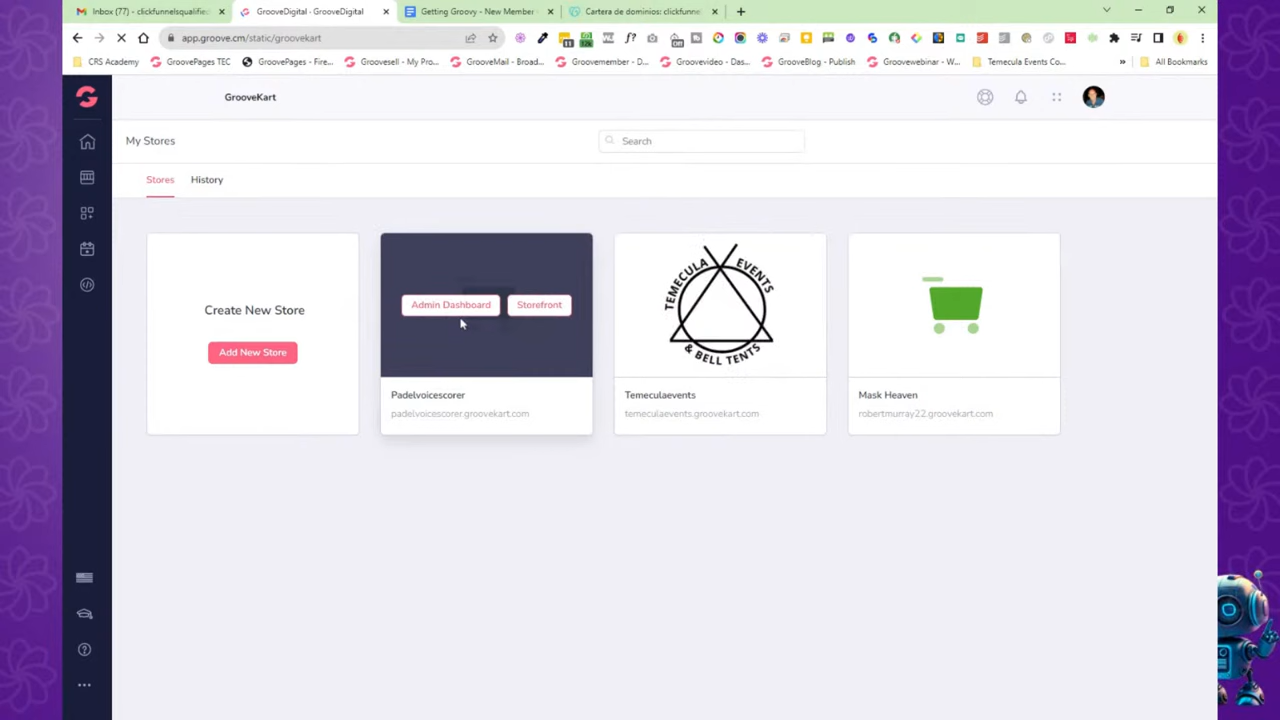 Inbox (77) - clickfunnelsqualifie
GrooveDigital · GrooveDigital
Getting Groovy - New Member
Cartera de dominios: clickfunnel
app.groove.cm/static/groovekart
CRS Academy
GroovePages TEC
GroovePages - Fire...
Groovesell - My Pro...
GrooveMail - Broad...
Groovemember - D...
Groovevideo - Das...
GrooveBlog - Publish
Groovewebinar - W...
Temecula Events Co...
»
All Bookmarks
GrooveKart
My Stores
Search
Stores
History
Create New Store
Add New Store
Admin Dashboard
Storefront
TEMECULA EVENTS
& BELL TENTS
Padelvoicescorer
padelvoicescorer.groovekart.com
Temeculaevents
temeculaevents.groovekart.com
Mask Heaven
robertmurray22.groovekart.com